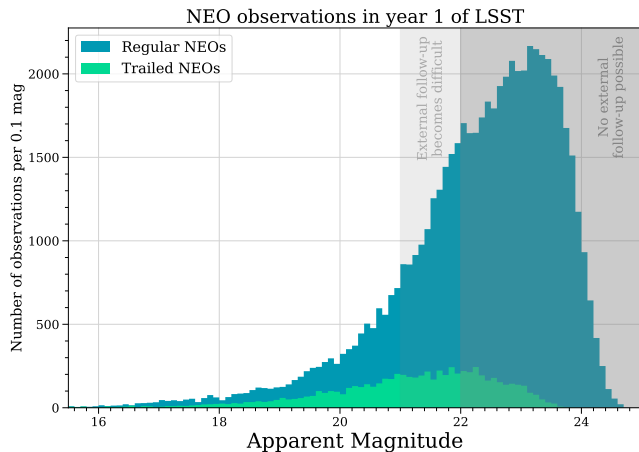 NEO observations in year 1 of LSST
Regular NEOs
Trailed NEOs
External follow-up
becomes difficult
No external
follow-up possible
Number of observations per 0.1 mag
2000
1500
1000
500
0
16
18
20
22
24
Apparent Magnitude